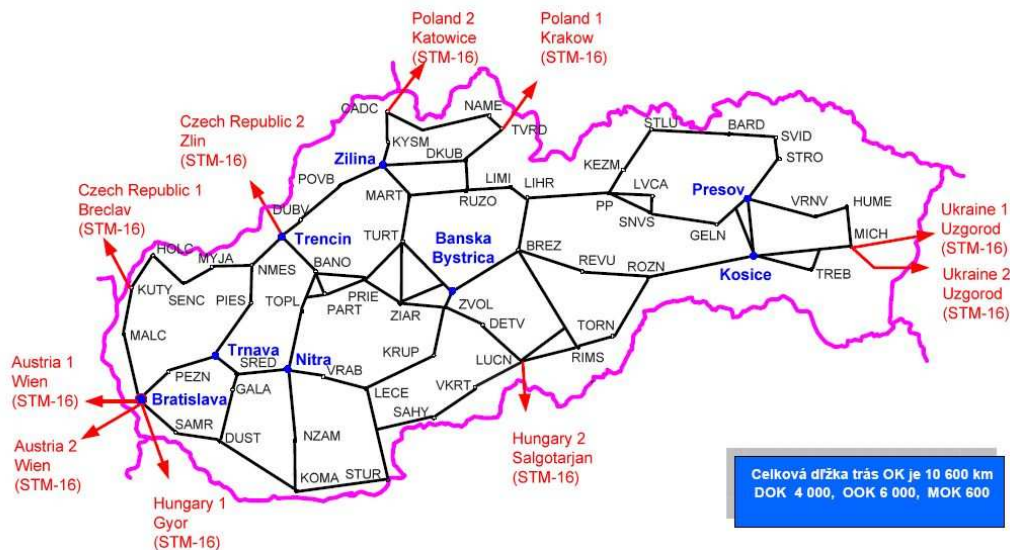 Poland 2
Katowice
(STM-16)
Poland 1
Krakow
(STM-16)
Czech Republic 2
Zlin
(STM-16)
Czech Republic 1
Breclav
(STM-16)
CADC
NAME
TVRD
KYSM
DKUB
Zilina
POVB
MART
RUZO
LIMI
LIHR
STLU
BARD
SVID
STRO
KEZM
LVCA
PP
SNVS
GELN
Presov
VRNV
HUME
MICH
TREB
Kosice
Ukraine 1
Uzgorod
(STM-16)
Ukraine 2
Uzgorod
(STM-16)
DUBV
Trencin
TURT
Banska
Bystrica
BREZ
REVU
ROZN
HOLC
MYJA
NMES
BANO
KUTY
SENC
PIES
TOPL
PART
PRIE
ZIAR
ZVOL
DETV
TORN
RIMS
LUCN
MALC
Trnava
SRED
Nitra
VRAB
KRUP
LECE
VKRT
SAHY
PEZN
GALA
Bratislava
SAMR
DUST
NZAM
KOMA
STUR
Austria 1
Wien
(STM-16)
Austria 2
Wien
(STM-16)
Hungary 1
Gyor
(STM-16)
Hungary 2
Salgotarjan
(STM-16)
Celková dľžka trás OK je 10 600 km
DOK 4 000, OOK 6 000, MOK 600